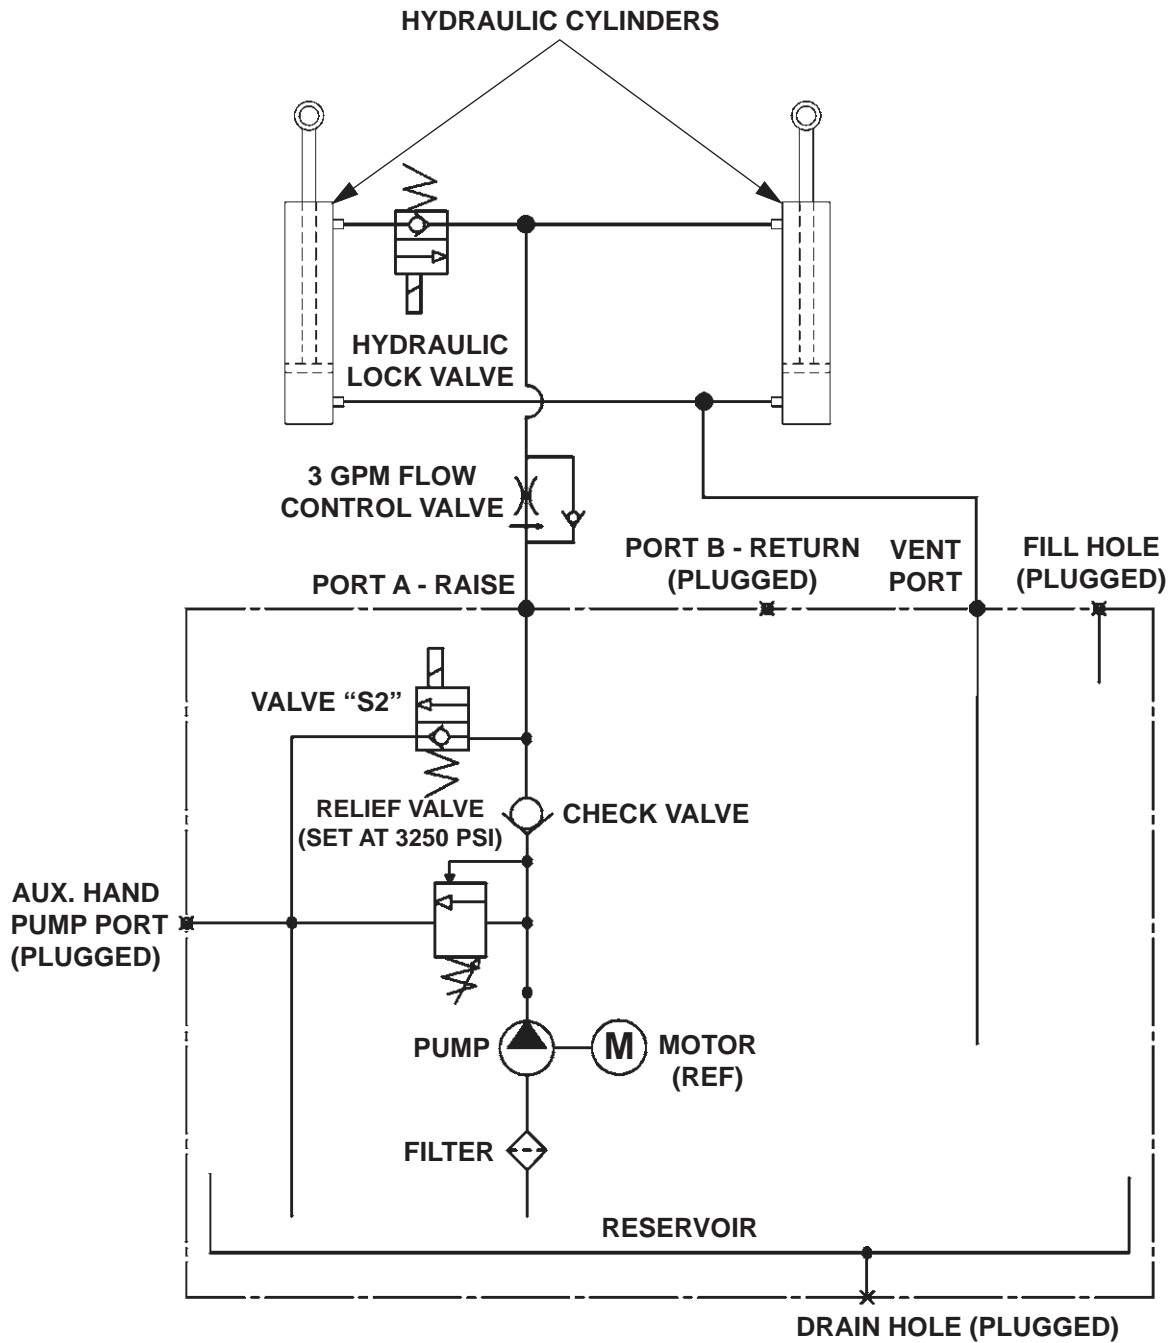 HYDRAULIC CYLINDERS
HYDRAULIC
LOCK VALVE
3 GPM FLOW
CONTROL VALVE
PORT A - RAISE
PORT B - RETURN
(PLUGGED)
VENT
PORT
FILL HOLE
(PLUGGED)
VALVE “S2”
RELIEF VALVE
(SET AT 3250 PSI)
CHECK VALVE
AUX. HAND
PUMP PORT
(PLUGGED)
PUMP
M
MOTOR
(REF)
FILTER
RESERVOIR
DRAIN HOLE (PLUGGED)